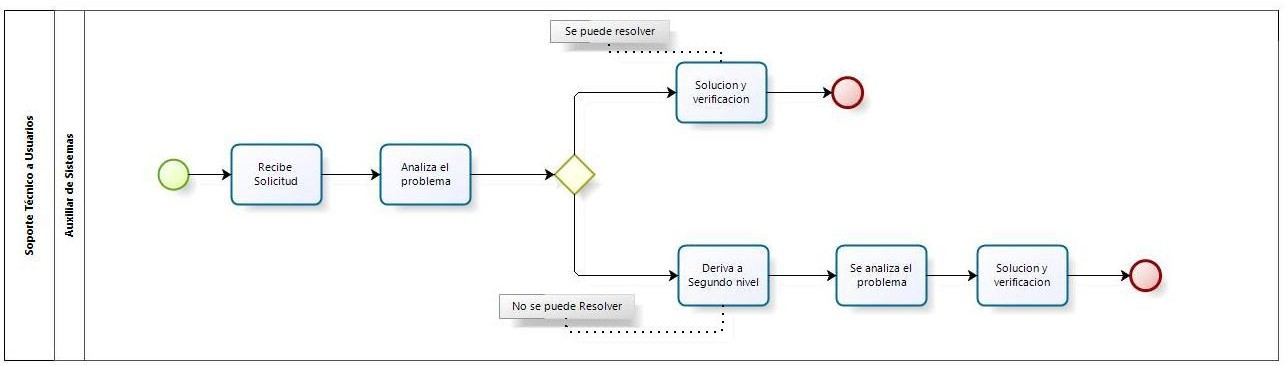 Soporte Técnico a Usuarios
Auxiliar de Sistemas
Recibe
Solicitud
Analiza el
problema
Se puede resolver
Solucion y
verificacion
No se puede Resolver
Deriva a
Segundo nivel
Se analiza el
problema
Solucion y
verificacion